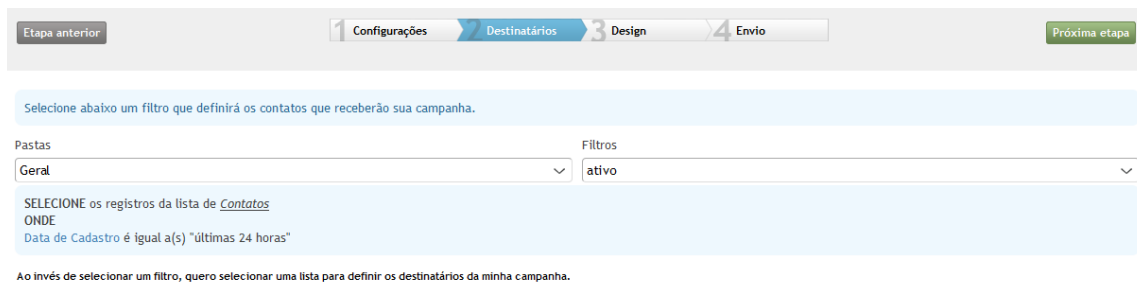 Etapa anterior
1 Configurações 2 Destinatários 3 Design 4 Envio
Próxima etapa
Selecione abaixo um filtro que definirá os contatos que receberão sua campanha.
Pastas Filtros
Geral ativo
SELECIONE os registros da lista de Contatos
ONDE
Data de Cadastro é igual a(s) "últimas 24 horas"
Ao invés de selecionar um filtro, quero selecionar uma lista para definir os destinatários da minha campanha.